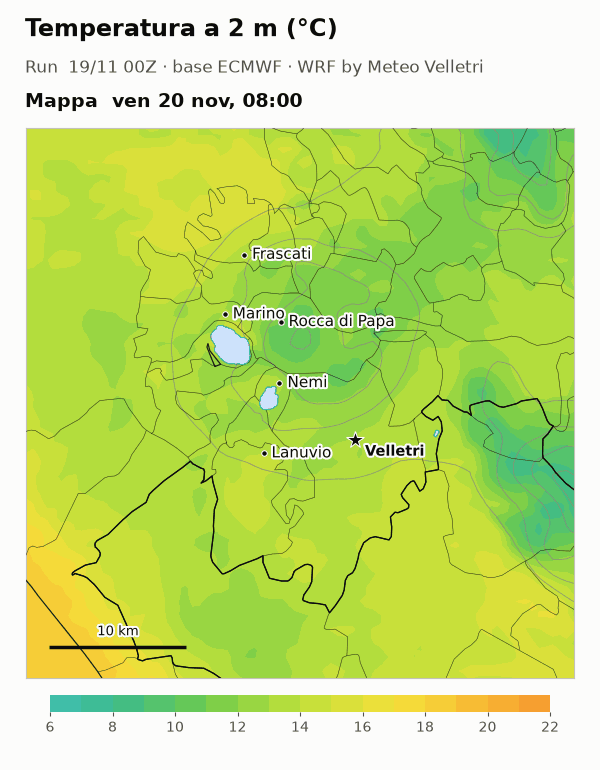 Temperatura a 2 m (°C)
Run  19/11 00Z · base ECMWF · WRF by Meteo Velletri
Mappa  ven 20 nov, 08:00
Frascati
Marino
Rocca di Papa
Nemi
Velletri
Lanuvio
10 km
6 8 10 12 14 16 18 20 22